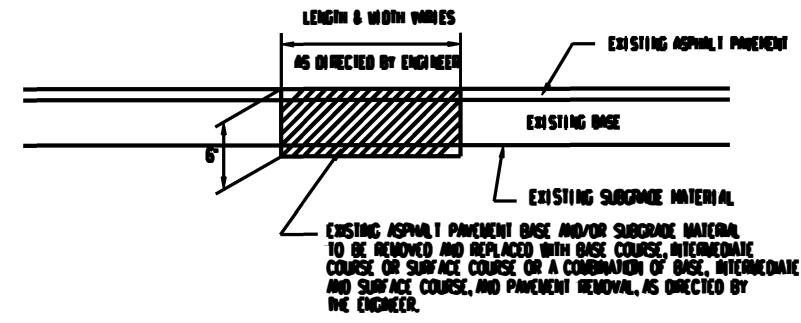 LENGTH & WIDTH VARIES
AS DIRECTED BY ENGINEER
EXISTING ASPHALT PAVEMENT
EXISTING BASE
6"
EXISTING SUBGRADE MATERIAL
EXISTING ASPHALT PAVEMENT BASE AND/OR SUBGRADE MATERIAL
TO BE REMOVED AND REPLACED WITH BASE COURSE, INTERMEDIATE
COURSE OR SURFACE COURSE OR A COMBINATION OF BASE, INTERMEDIATE
AND SURFACE COURSE, AND PAVEMENT REMOVAL, AS DIRECTED BY
THE ENGINEER.